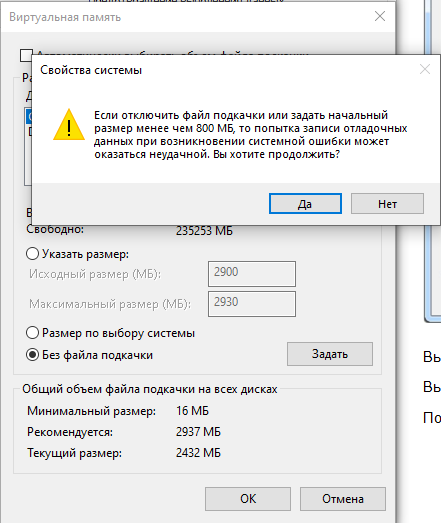 Виртуальная память
Свойства системы
Если отключить файл подкачки или задать начальный
размер менее чем 800 МБ, то попытка записи отладочных
данных при возникновении системной ошибки может
оказаться неудачной. Вы хотите продолжить?
Да
Нет
Свободно: 235253 МБ
Указать размер:
Исходный размер (МБ): 2900
Максимальный размер (МБ): 2930
Размер по выбору системы
Без файла подкачки
Задать
Общий объем файла подкачки на всех дисках
Минимальный размер: 16 МБ
Рекомендуется: 2937 МБ
Текущий размер: 2432 МБ
ОК
Отмена
Вы
Вы
По